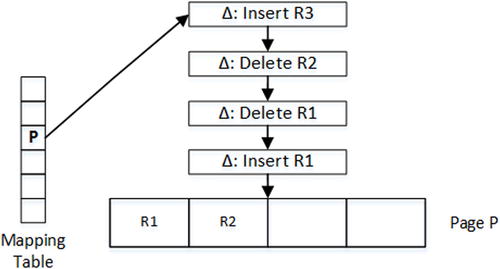 Δ: Insert R3
Δ: Delete R2
Δ: Delete R1
Δ: Insert R1
P
R1 R2
Page P
Mapping
Table